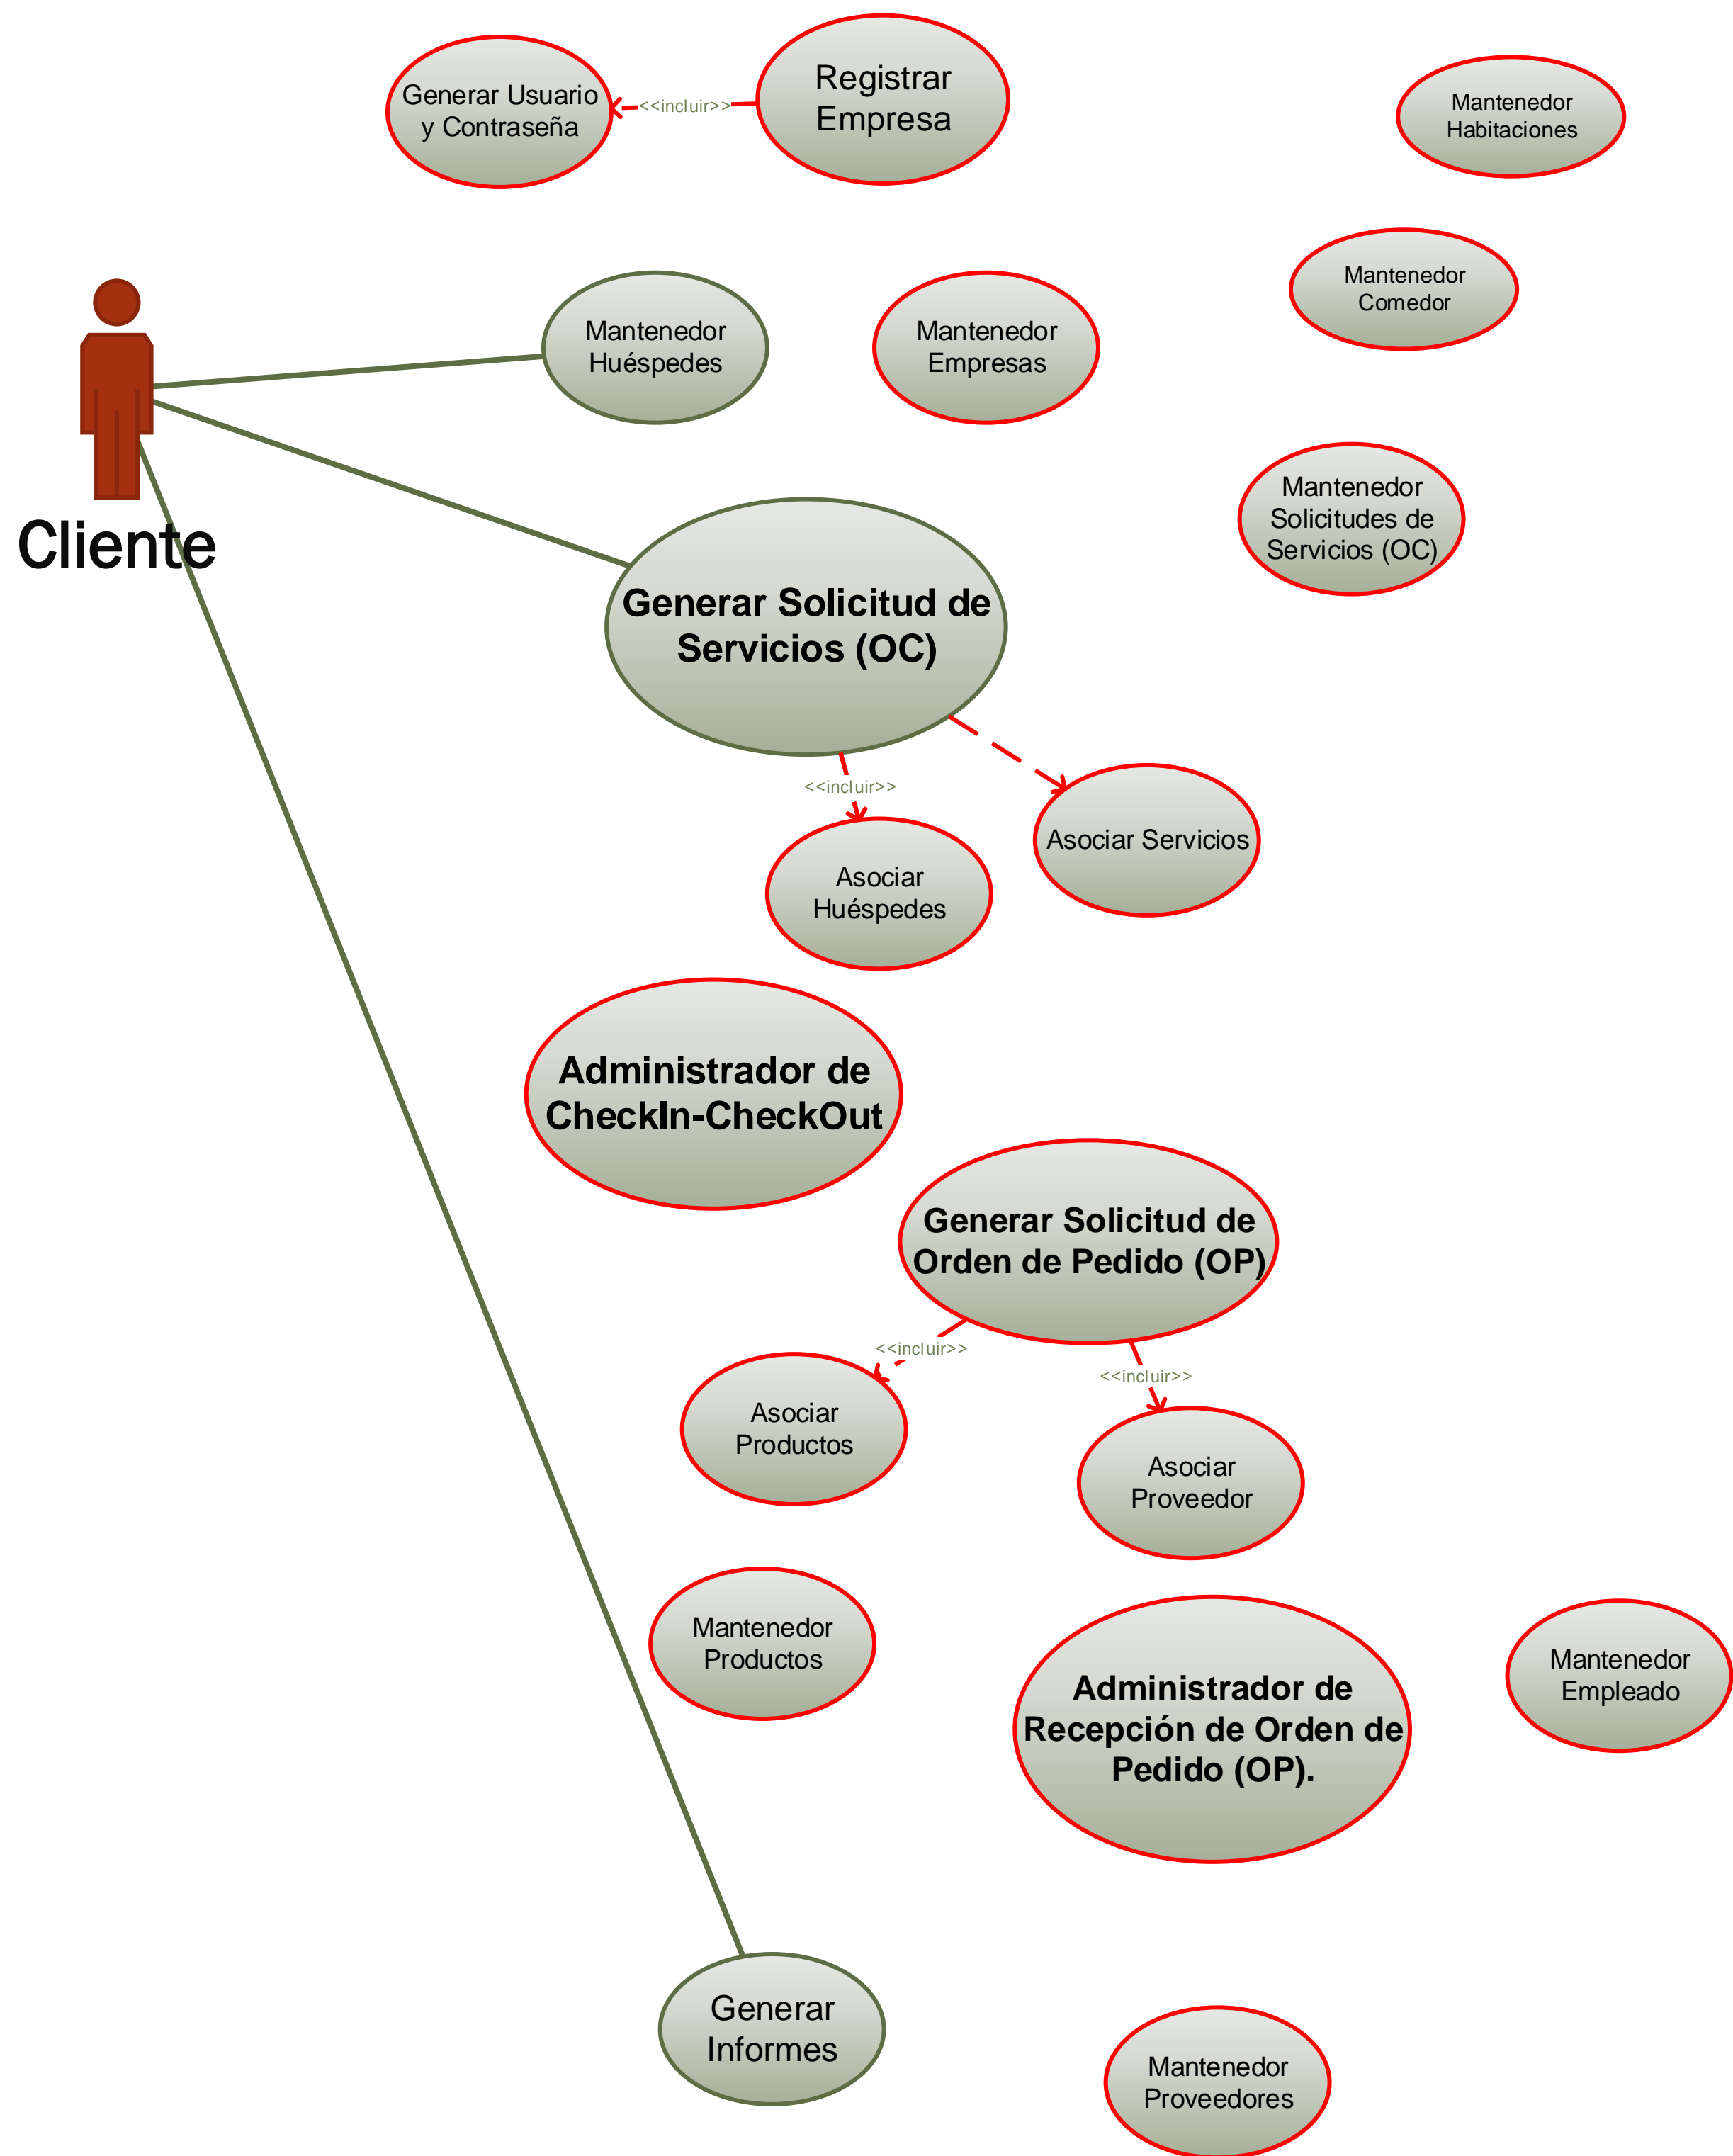 Generar Usuario
y Contraseña
<<incluir>>
Registrar
Empresa
Mantenedor
Habitaciones
Mantenedor
Comedor
Mantenedor
Huéspedes
Mantenedor
Empresas
Cliente
Mantenedor
Solicitudes de
Servicios (OC)
Generar Solicitud de
Servicios (OC)
<<incluir>>
Asociar Servicios
Asociar
Huéspedes
Administrador de
CheckIn-CheckOut
Generar Solicitud de
Orden de Pedido (OP)
<<incluir>>
<<incluir>>
Asociar
Productos
Asociar
Proveedor
Mantenedor
Productos
Administrador de
Recepción de Orden de
Pedido (OP).
Mantenedor
Empleado
Generar
Informes
Mantenedor
Proveedores